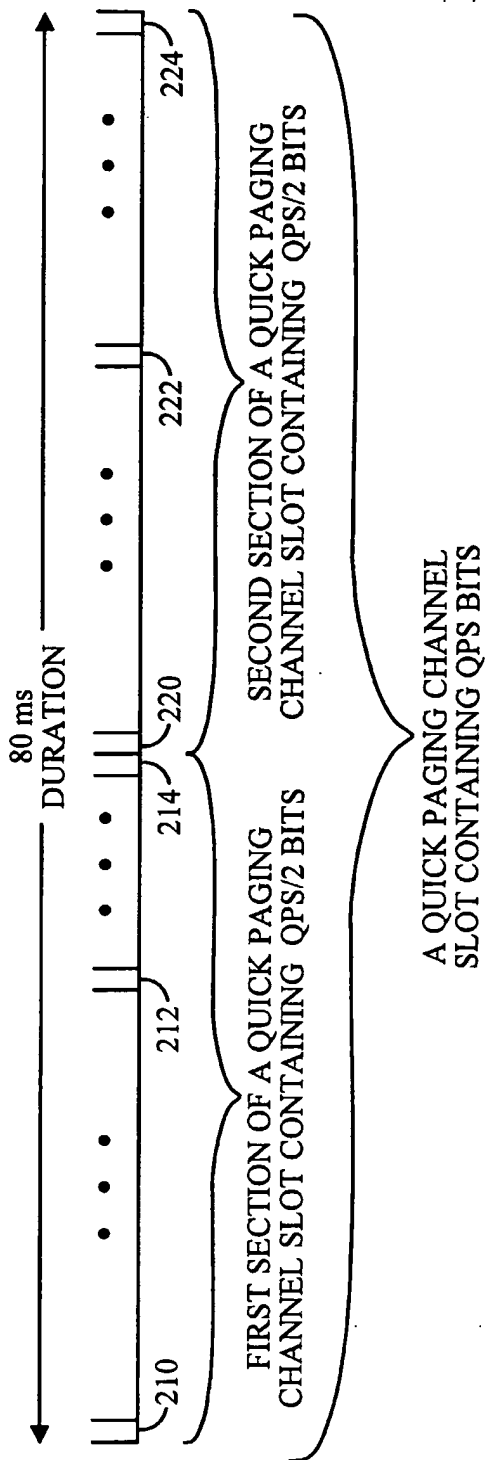 80 ms
DURATION
210
212
214
220
222
224
FIRST SECTION OF A QUICK PAGING
CHANNEL SLOT CONTAINING QPS/2 BITS
SECOND SECTION OF A QUICK PAGING
CHANNEL SLOT CONTAINING QPS/2 BITS
A QUICK PAGING CHANNEL
SLOT CONTAINING QPS BITS